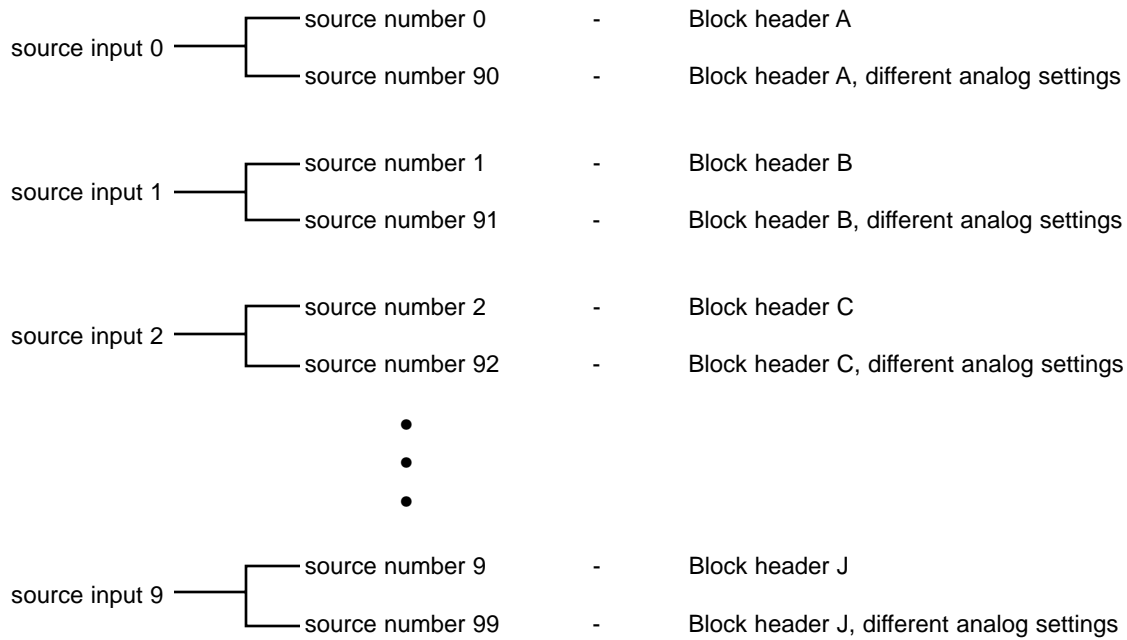 source number 0 - Block header A
source input 0
source number 90 - Block header A, different analog settings
source number 1 - Block header B
source input 1
source number 91 - Block header B, different analog settings
source number 2 - Block header C
source input 2
source number 92 - Block header C, different analog settings
source number 9 - Block header J
source input 9
source number 99 - Block header J, different analog settings